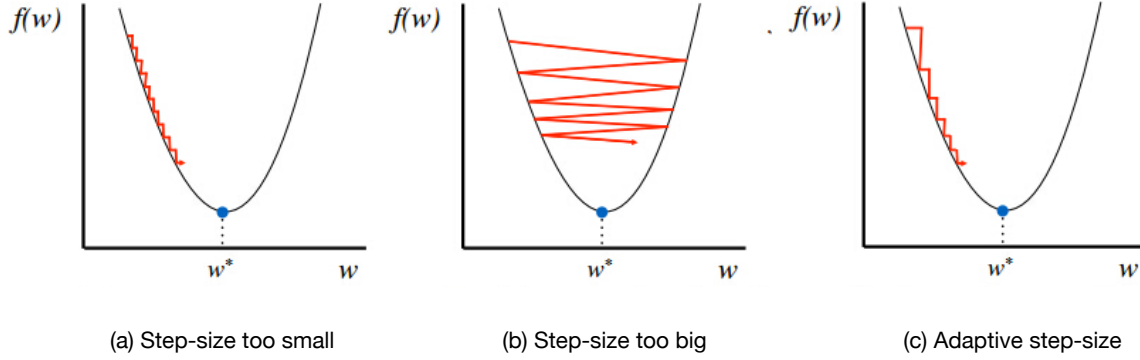 f(w)
w*
w
(a) Step-size too small
f(w)
w*
w
(b) Step-size too big
f(w)
w*
w
(c) Adaptive step-size